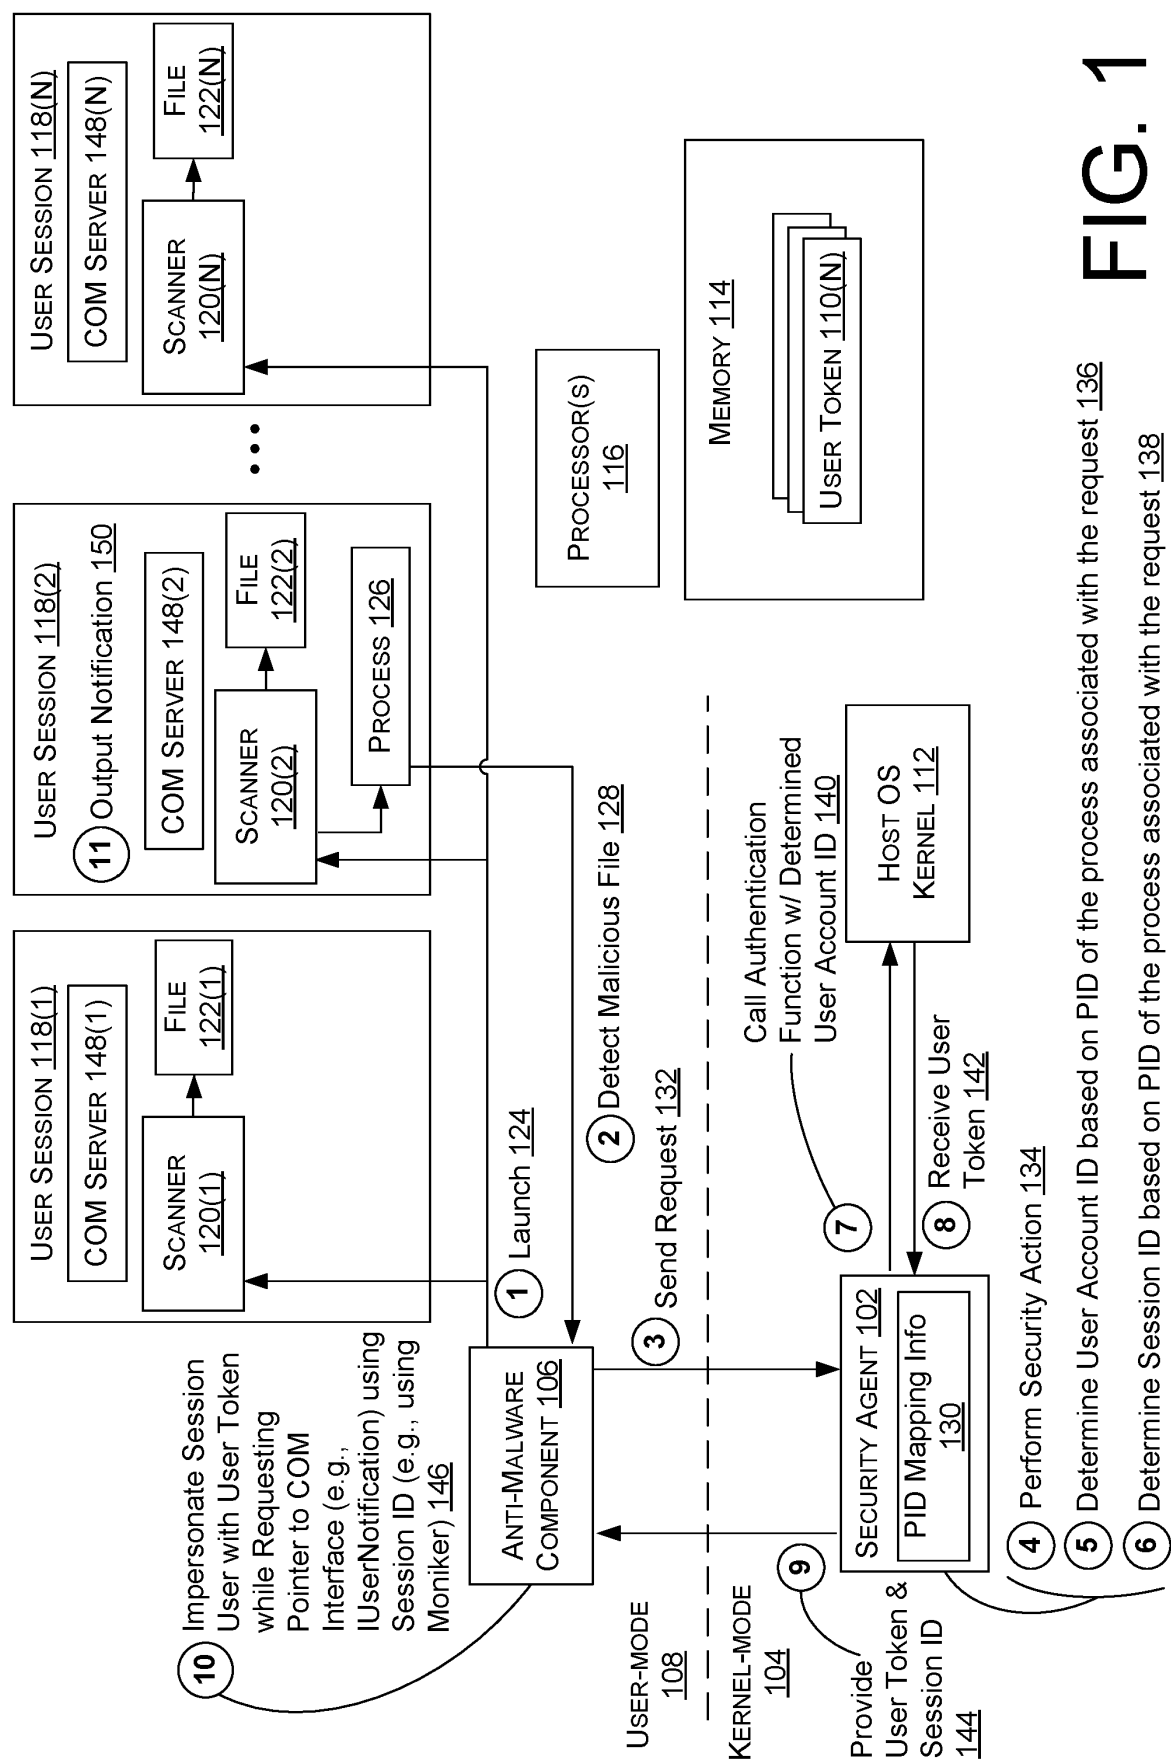 USER SESSION 118(1)
COM SERVER 148(1)
SCANNER
120(1)
FILE
122(1)
USER SESSION 118(2)
11 Output Notification 150
COM SERVER 148(2)
SCANNER
120(2)
FILE
122(2)
PROCESS 126
USER SESSION 118(N)
COM SERVER 148(N)
SCANNER
120(N)
FILE
122(N)
10
Impersonate Session
User with User Token
while Requesting
Pointer to COM
Interface (e.g.,
IUserNotification) using
Session ID (e.g., using
Moniker) 146
1 Launch 124
2 Detect Malicious File 128
ANTI-MALWARE
COMPONENT 106
3 Send Request 132
USER-MODE
108
KERNEL-MODE
104
PROCESSOR(S)
116
MEMORY 114
USER TOKEN 110(N)
Call Authentication
Function w/ Determined
User Account ID 140
7
9
Provide
User Token &
Session ID
144
SECURITY AGENT 102
PID Mapping Info
130
8 Receive User
Token 142
HOST OS
KERNEL 112
4 Perform Security Action 134
5 Determine User Account ID based on PID of the process associated with the request 136
6 Determine Session ID based on PID of the process associated with the request 138
FIG. 1